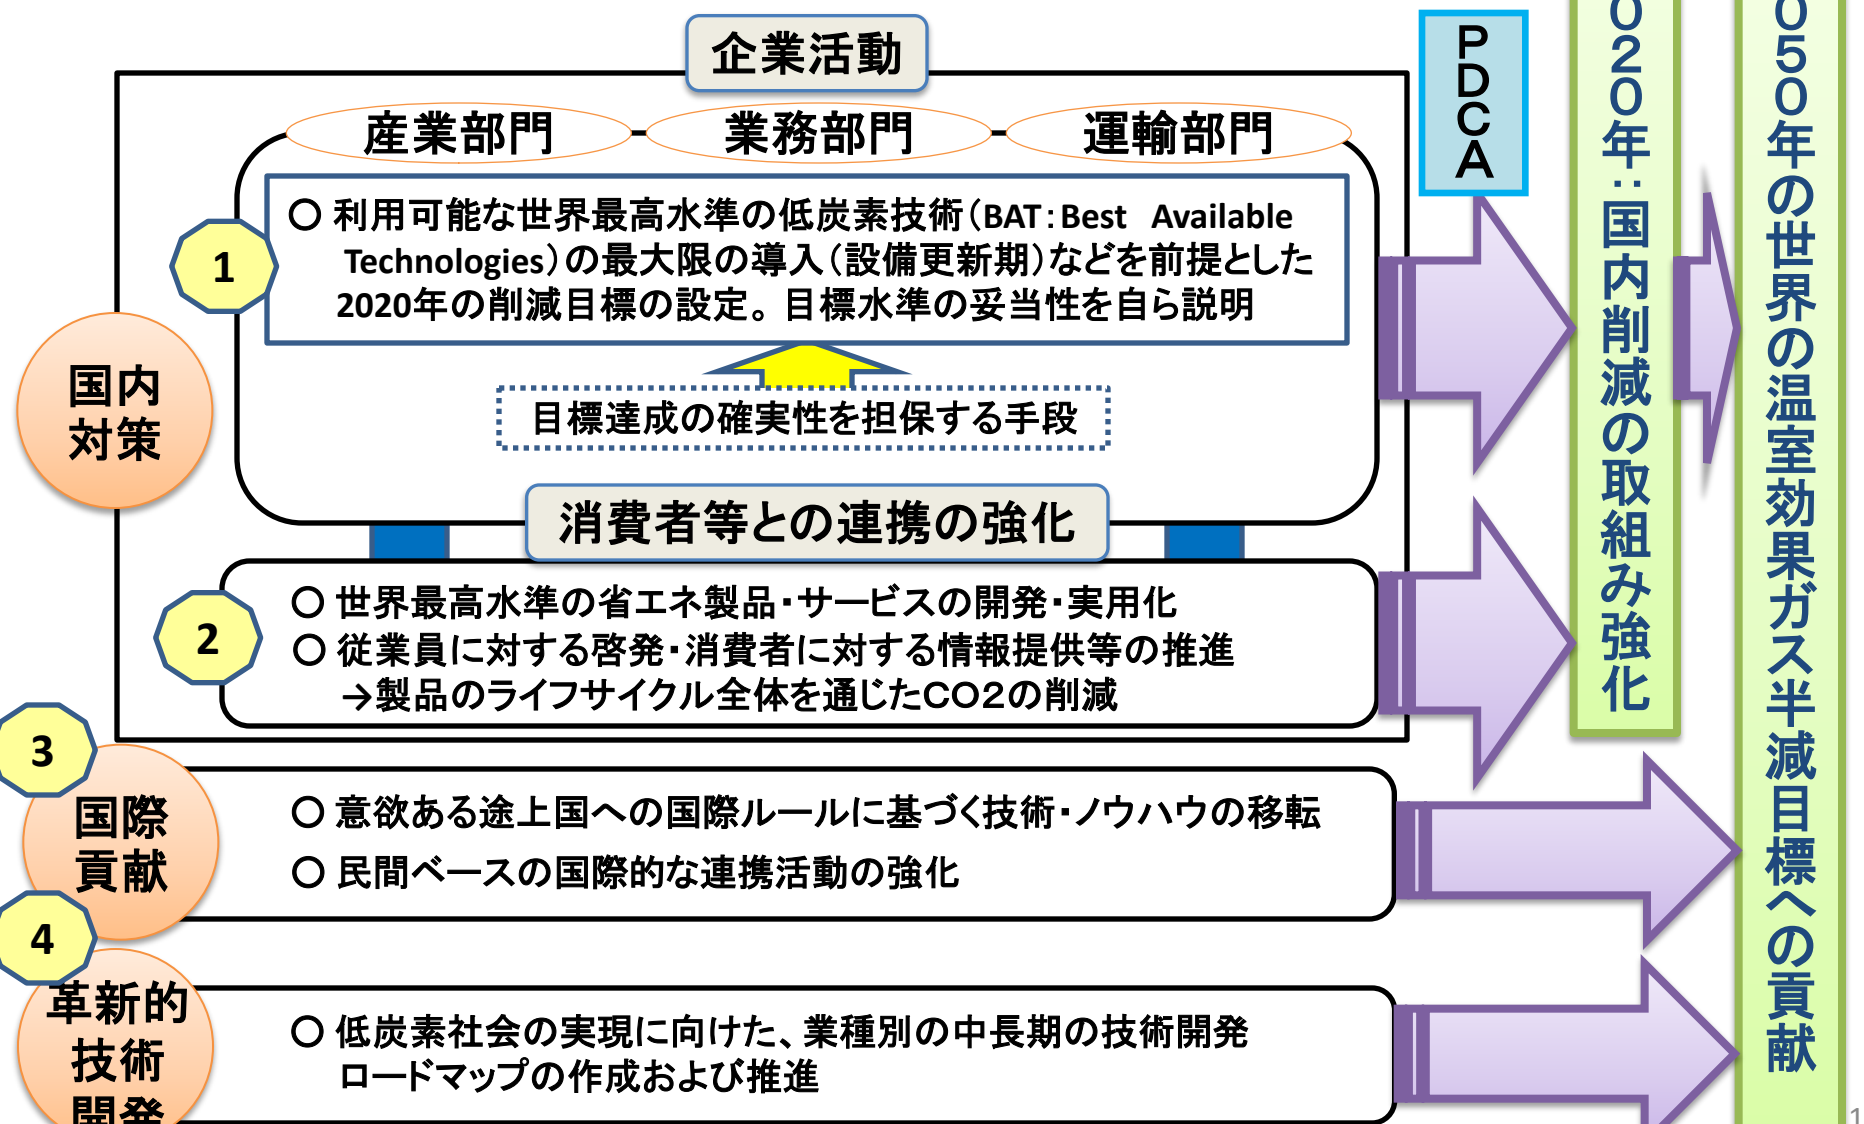 企業活動
産業部門
業務部門
運輸部門
1
○ 利用可能な世界最高水準の低炭素技術（BAT：Best Available
Technologies）の最大限の導入（設備更新期）などを前提とした
2020年の削減目標の設定。目標水準の妥当性を自ら説明
目標達成の確実性を担保する手段
国内
対策
消費者等との連携の強化
2
○ 世界最高水準の省エネ製品・サービスの開発・実用化
○ 従業員に対する啓発・消費者に対する情報提供等の推進
→製品のライフサイクル全体を通じたCO2の削減
3
国際
貢献
○ 意欲ある途上国への国際ルールに基づく技術・ノウハウの移転
○ 民間ベースの国際的な連携活動の強化
4
革新的
技術
開発
○ 低炭素社会の実現に向けた、業種別の中長期の技術開発
ロードマップの作成および推進
PDCA
020年：国内削減の取組み強化
050年の世界の温室効果ガス半減目標への貢献
1